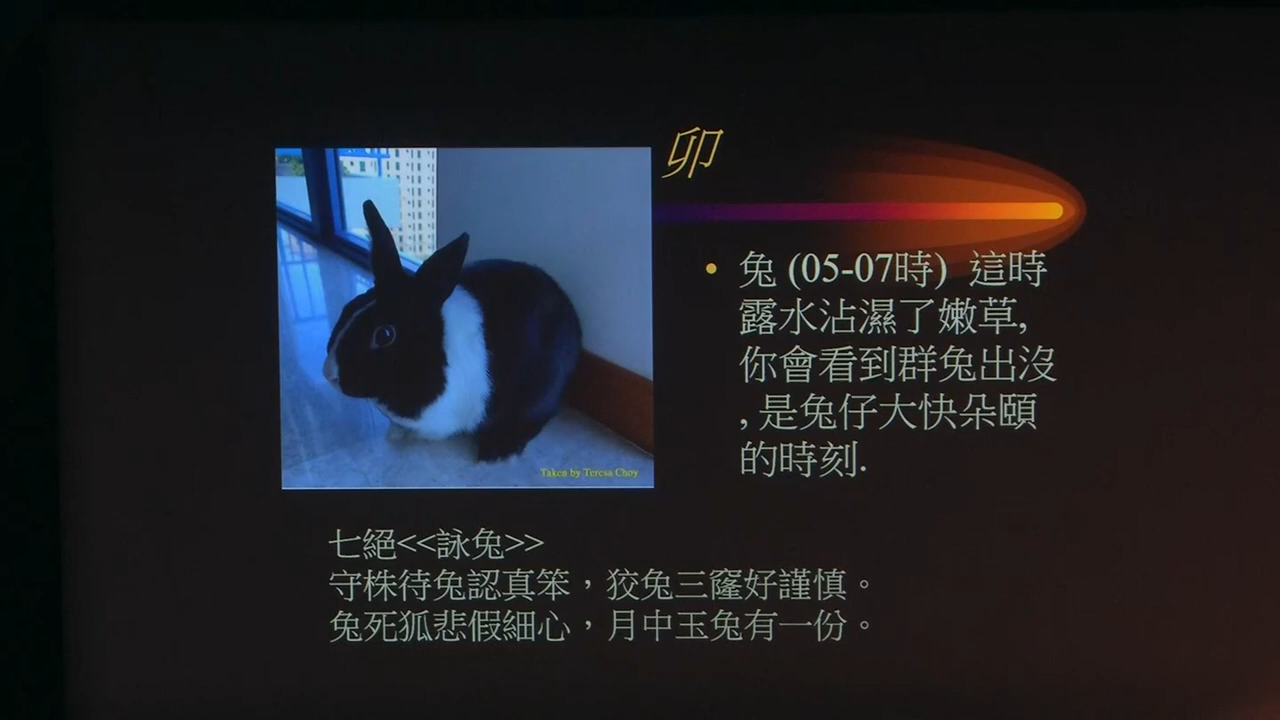 卯
兔 (05-07時)  這時
露水沾濕了嫩草,
你會看到群兔出沒
, 是兔仔大快朵頤
的時刻.
Taken by Teresa Choy
七絕<<詠兔>>
守株待兔認真笨，狡兔三窿好謹慎。
兔死狐悲假細心，月中玉兔有一份。